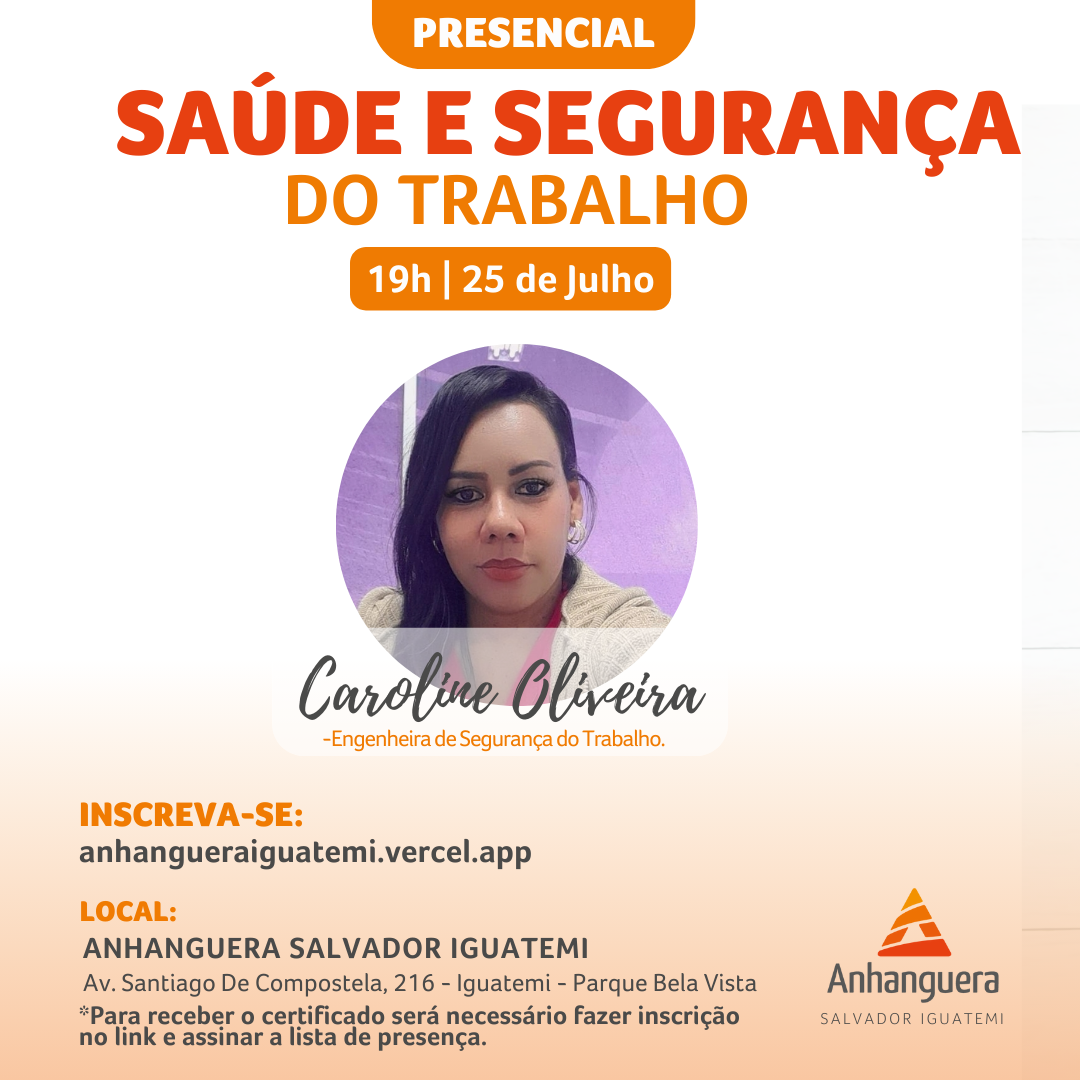 PRESENCIAL
SAÚDE E SEGURANÇA
DO TRABALHO
19h | 25 de Julho
Caroline Oliveira
-Engenheira de Segurança do Trabalho.
INSCREVA-SE:
anhangueraiguatemi.vercel.app
LOCAL:
ANHANGUERA SALVADOR IGUATEMI
Av. Santiago De Compostela, 216 - Iguatemi - Parque Bela Vista
*Para receber o certificado será necessário fazer inscrição
no link e assinar a lista de presença.
Anhanguera
SALVADOR IGUATEMI